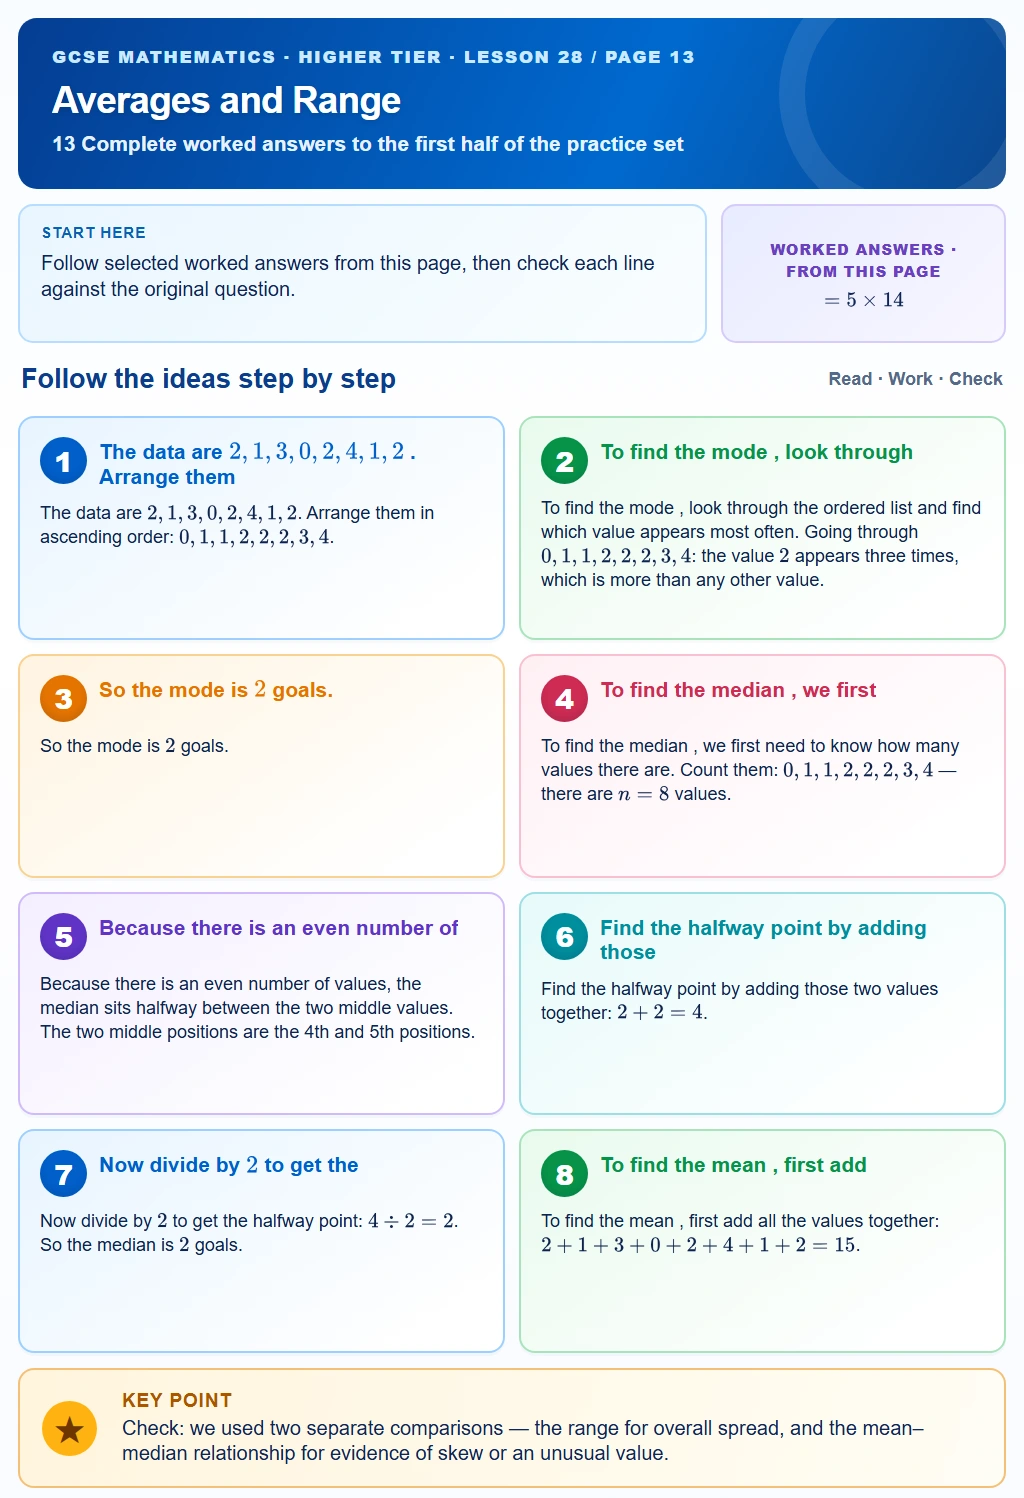 GCSE MATHEMATICS · HIGHER TIER · LESSON 28 / PAGE 13
Averages and Range
13 Complete worked answers to the first half of the practice set
START HERE
Follow selected worked answers from this page, then check each line
against the original question.
WORKED ANSWERS ·
FROM THIS PAGE
= 5 × 14
Follow the ideas step by step
Read · Work · Check
1
The data are 2, 1, 3, 0, 2, 4, 1, 2 .
Arrange them
The data are 2, 1, 3, 0, 2, 4, 1, 2. Arrange them in
ascending order: 0, 1, 1, 2, 2, 2, 3, 4.
2
To find the mode , look through
To find the mode , look through the ordered list and find
which value appears most often. Going through
0, 1, 1, 2, 2, 2, 3, 4: the value 2 appears three times,
which is more than any other value.
3
So the mode is 2 goals.
So the mode is 2 goals.
4
To find the median , we first
To find the median , we first need to know how many
values there are. Count them: 0, 1, 1, 2, 2, 2, 3, 4 —
there are n = 8 values.
5
Because there is an even number of
Because there is an even number of values, the
median sits halfway between the two middle values.
The two middle positions are the 4th and 5th positions.
6
Find the halfway point by adding
those
Find the halfway point by adding those two values
together: 2 + 2 = 4.
7
Now divide by 2 to get the
Now divide by 2 to get the halfway point: 4 ÷ 2 = 2.
So the median is 2 goals.
8
To find the mean , first add
To find the mean , first add all the values together:
2 + 1 + 3 + 0 + 2 + 4 + 1 + 2 = 15.
KEY POINT
Check: we used two separate comparisons — the range for overall spread, and the mean–
median relationship for evidence of skew or an unusual value.